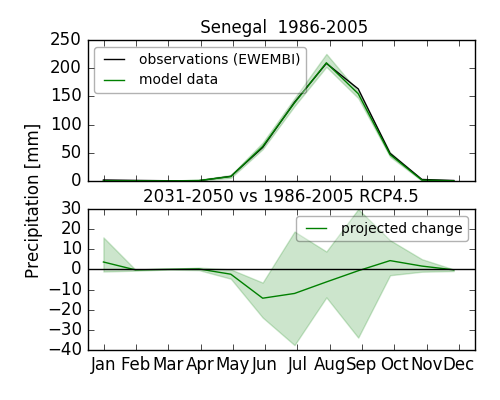 Senegal 1986-2005
250
200
150
100
50
0
observations (EWEMBI)
model data
Precipitation [mm]
2031-2050 vs 1986-2005 RCP4.5
30
20
10
0
−10
−20
−30
−40
projected change
Jan Feb Mar Apr May Jun Jul Aug Sep Oct Nov Dec